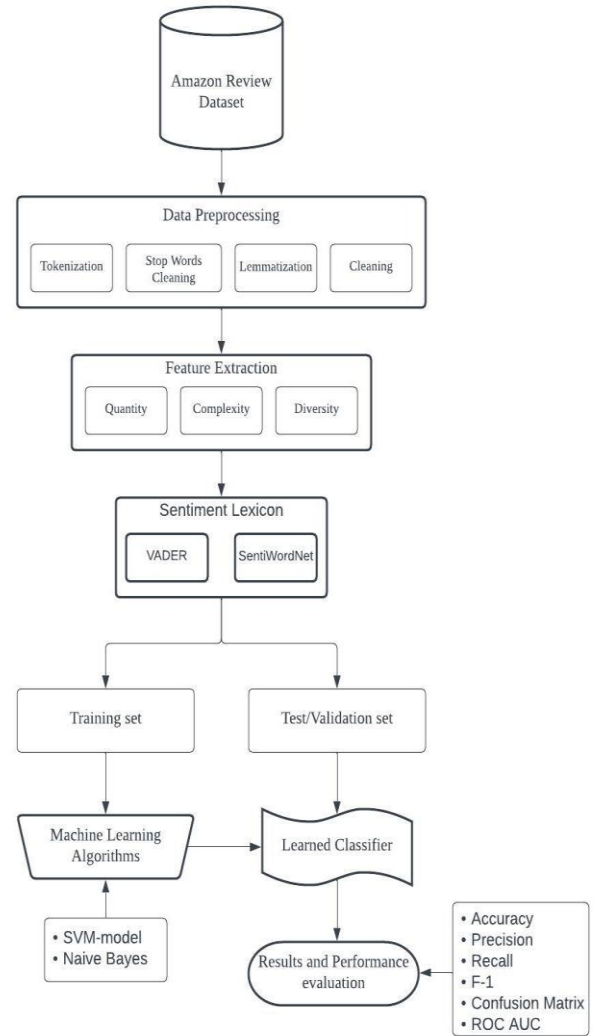 Amazon Review
Dataset
Data Preprocessing
Tokenization
Stop Words
Cleaning
Lemmatization
Cleaning
Feature Extraction
Quantity
Complexity
Diversity
Sentiment Lexicon
VADER
SentiWordNet
Training set
Test/Validation set
Machine Learning
Algorithms
Learned Classifier
• SVM-model
• Naive Bayes
Results and Performance
evaluation
• Accuracy
• Precision
• Recall
• F-1
• Confusion Matrix
• ROC AUC